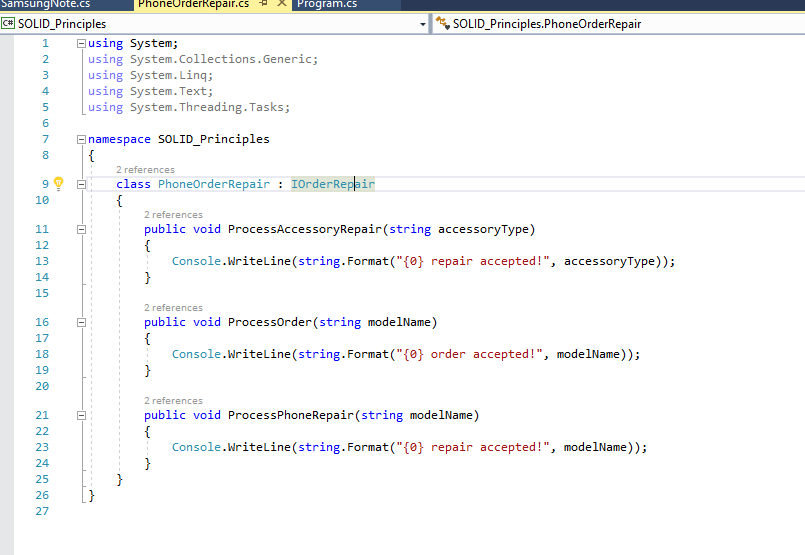 SamsungNote.cs PhoneOrderRepair.cs Program.cs
C# SOLID_Principles SOLID_Principles.PhoneOrderRepair
1 using System;
2 using System.Collections.Generic;
3 using System.Linq;
4 using System.Text;
5 using System.Threading.Tasks;
6
7 namespace SOLID_Principles
8 {
2 references
9 class PhoneOrderRepair : IOrderRepair
10 {
2 references
11 public void ProcessAccessoryRepair(string accessoryType)
12 {
13 Console.WriteLine(string.Format("{0} repair accepted!", accessoryType));
14 }
15
2 references
16 public void ProcessOrder(string modelName)
17 {
18 Console.WriteLine(string.Format("{0} order accepted!", modelName));
19 }
20
2 references
21 public void ProcessPhoneRepair(string modelName)
22 {
23 Console.WriteLine(string.Format("{0} repair accepted!", modelName));
24 }
25 }
26 }
27